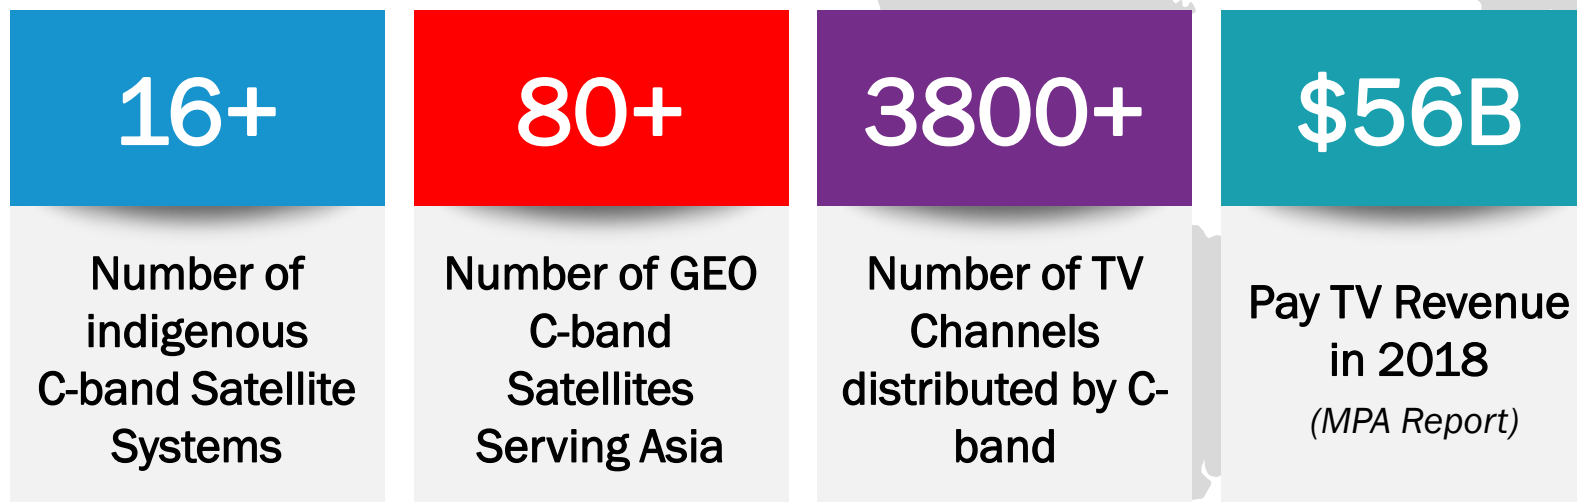 16+
Number of
indigenous
C-band Satellite
Systems
80+
Number of GEO
C-band
Satellites
Serving Asia
3800+
Number of TV
Channels
distributed by C-
band
$56B
Pay TV Revenue
in 2018
(MPA Report)